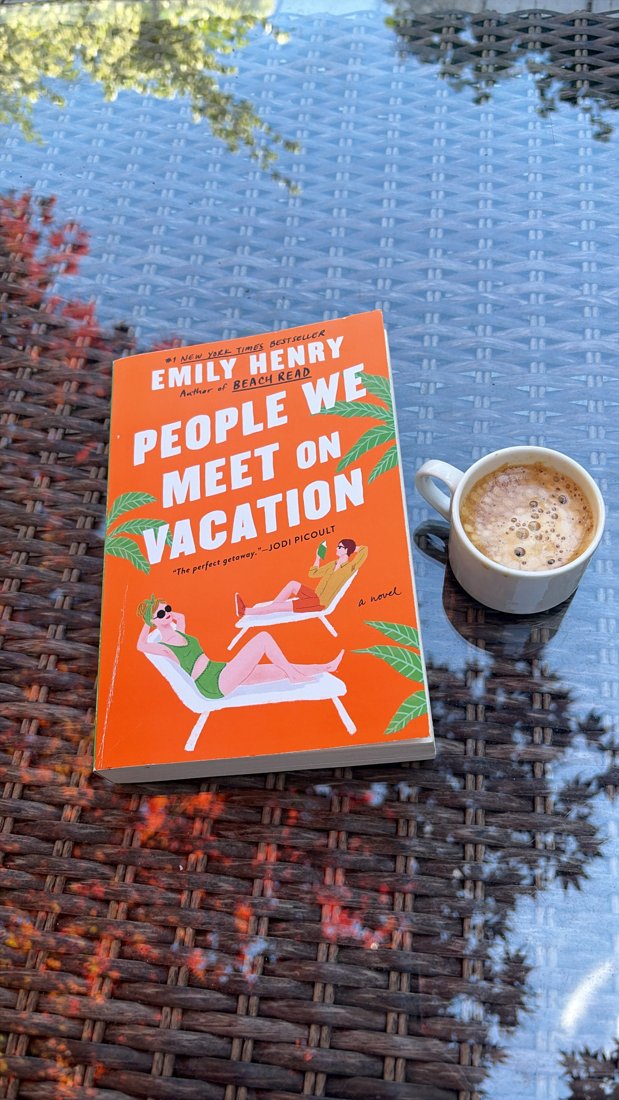 #1 NEW YORK TIMES BESTSELLER
EMILY HENRY
Author of BEACH READ
PEOPLE WE
MEET ON
VACATION
"The perfect getaway."—JODI PICOULT
a novel